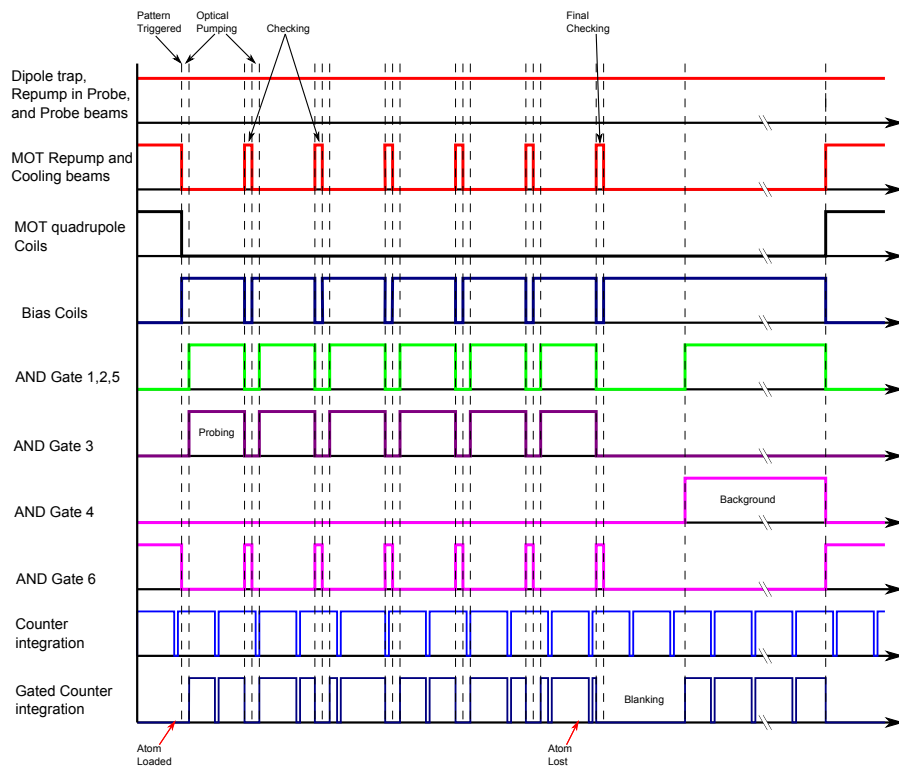 Pattern
Triggered
Optical
Pumping
Checking
Final
Checking
Dipole trap,
Repump in Probe,
and Probe beams
MOT Repump and
Cooling beams
MOT quadrupole
Coils
Bias Coils
AND Gate 1,2,5
AND Gate 3
Probing
AND Gate 4
Background
AND Gate 6
Counter
integration
Gated Counter
integration
Blanking
Atom
Loaded
Atom
Lost